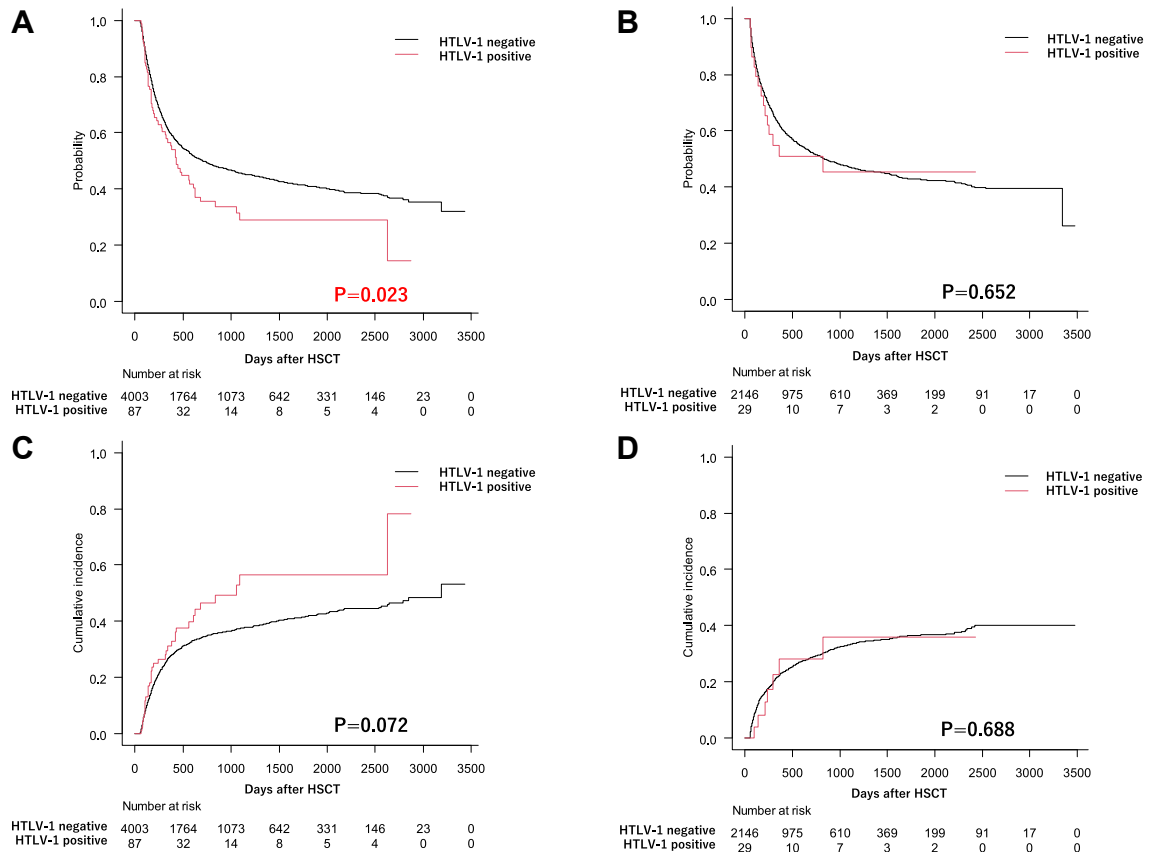 A
HTLV-1 negative
HTLV-1 positive
1.0
0.8
0.6
0.4
0.2
0.0
Probability
P=0.023
0 500 1000 1500 2000 2500 3000 3500
Days after HSCT
Number at risk
HTLV-1 negative 4003 1764 1073 642 331 146 23 0
HTLV-1 positive 87 32 14 8 5 4 0 0
B
HTLV-1 negative
HTLV-1 positive
1.0
0.8
0.6
0.4
0.2
0.0
Probability
P=0.652
0 500 1000 1500 2000 2500 3000 3500
Days after HSCT
Number at risk
HTLV-1 negative 2146 975 610 369 199 91 17 0
HTLV-1 positive 29 10 7 3 2 0 0 0
C
HTLV-1 negative
HTLV-1 positive
1.0
0.8
0.6
0.4
0.2
0.0
Cumulative incidence
P=0.072
0 500 1000 1500 2000 2500 3000 3500
Days after HSCT
Number at risk
HTLV-1 negative 4003 1764 1073 642 331 146 23 0
HTLV-1 positive 87 32 14 8 5 4 0 0
D
HTLV-1 negative
HTLV-1 positive
1.0
0.8
0.6
0.4
0.2
0.0
Cumulative incidence
P=0.688
0 500 1000 1500 2000 2500 3000 3500
Days after HSCT
Number at risk
HTLV-1 negative 2146 975 610 369 199 91 17 0
HTLV-1 positive 29 10 7 3 2 0 0 0